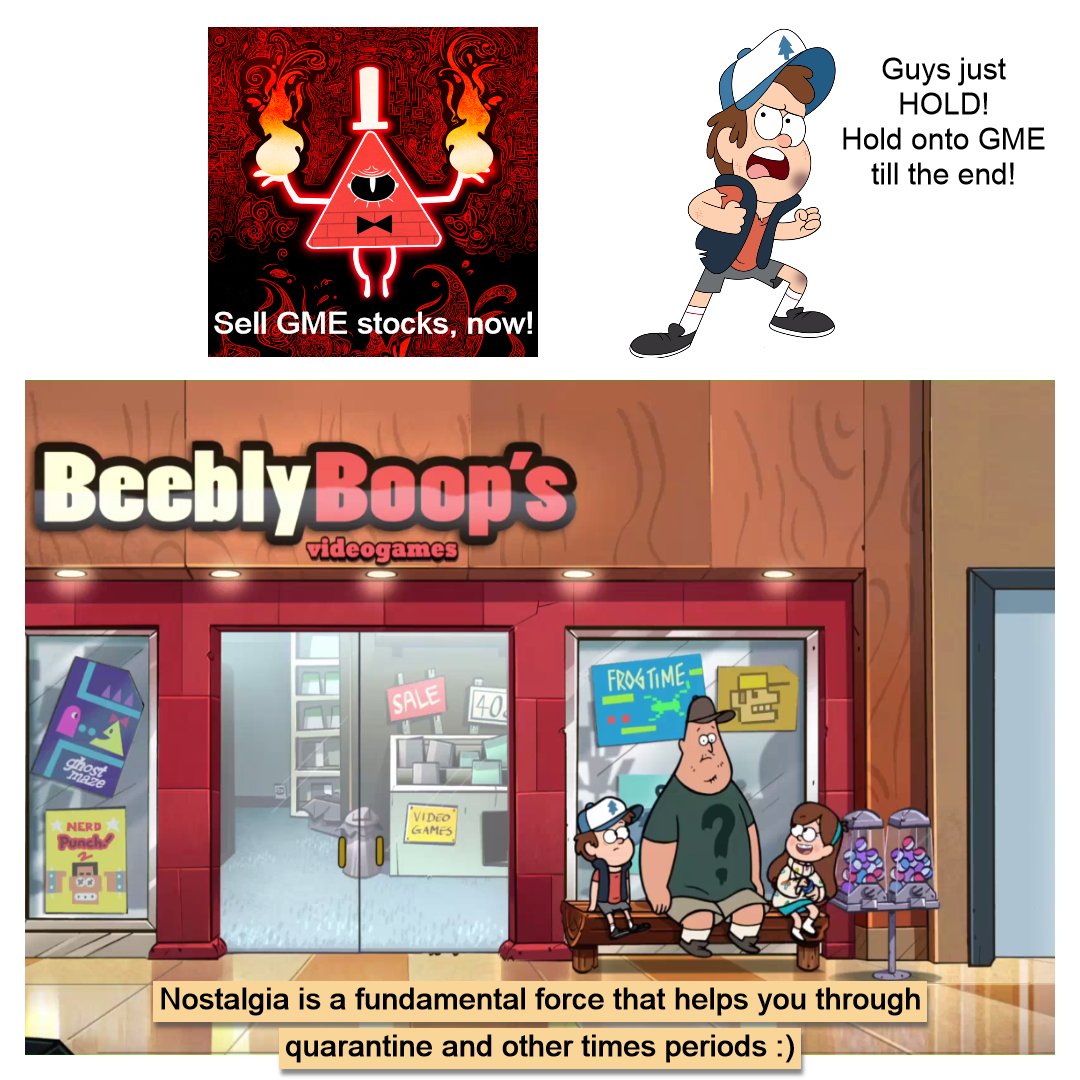 Guys just
HOLD!
Hold onto GME
till the end!
Sell GME stocks, now!
BeeblyBoop's
videogames
SALE
40
FROGTIME
ghost
maze
NERD
Punch!
2
VIDEO
GAMES
?
Nostalgia is a fundamental force that helps you through
quarantine and other times periods :)